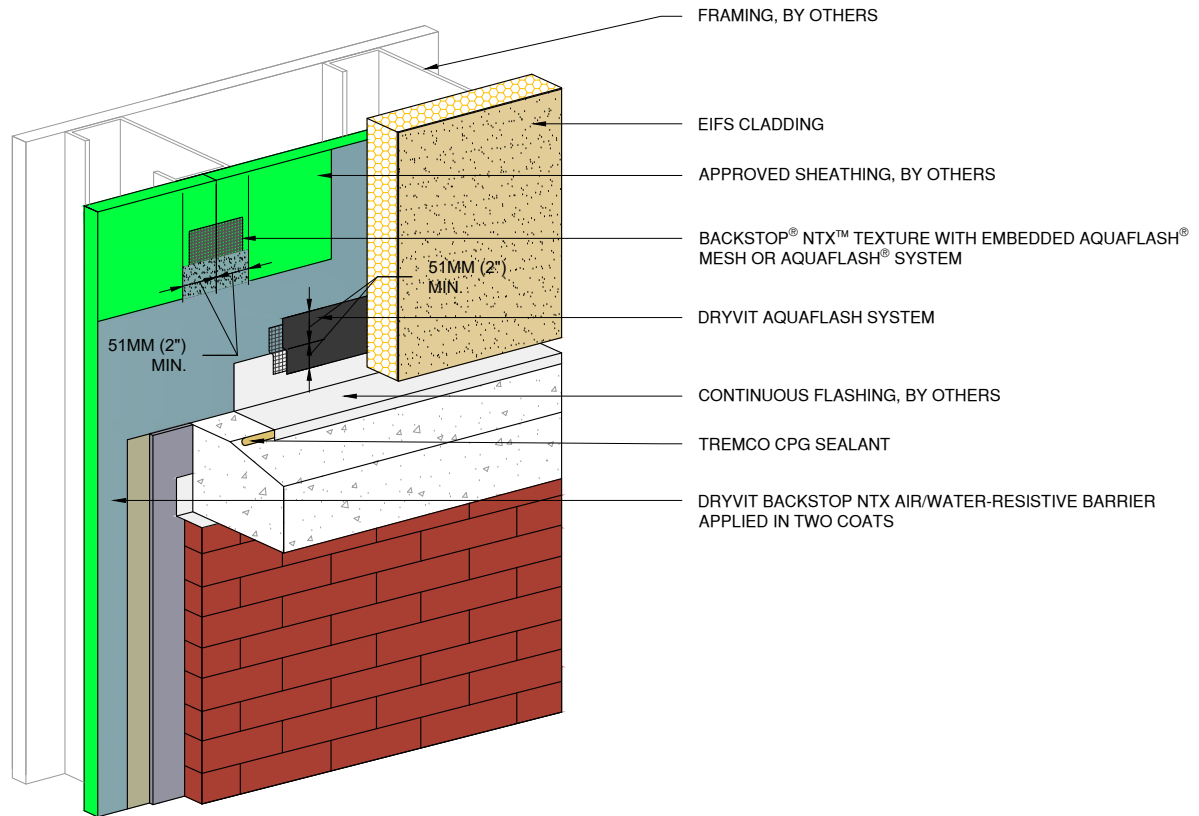 FRAMING, BY OTHERS
EIFS CLADDING
APPROVED SHEATHING, BY OTHERS
BACKSTOP® NTX™ TEXTURE WITH EMBEDDED AQUAFLASH®
MESH OR AQUAFLASH® SYSTEM
51MM (2")
MIN.
DRYVIT AQUAFLASH SYSTEM
51MM (2")
MIN.
CONTINUOUS FLASHING, BY OTHERS
TREMCO CPG SEALANT
DRYVIT BACKSTOP NTX AIR/WATER-RESISTIVE BARRIER
APPLIED IN TWO COATS